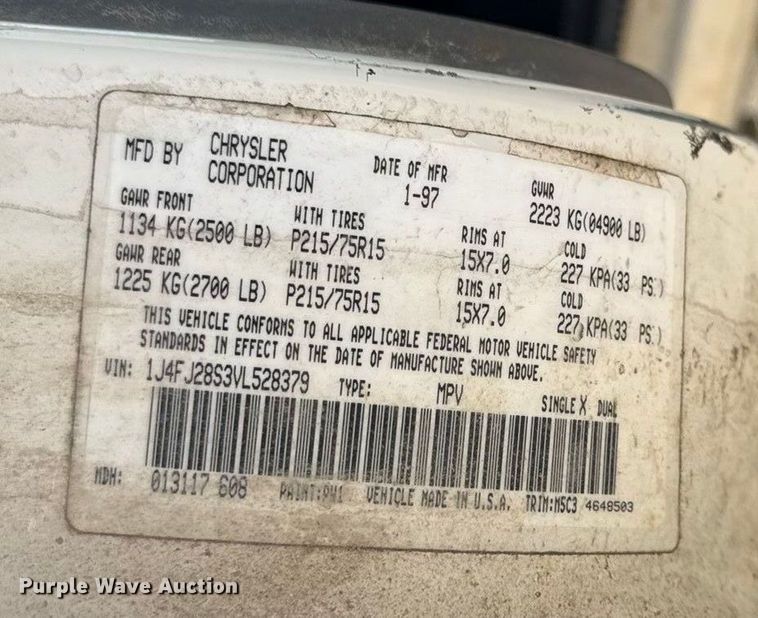 MFD BY CHRYSLER CORPORATION DATE OF MFR 1-97 GVWR 2223 KG(04900 LB)
GAWR FRONT WITH TIRES RIMS AT COLD
1134 KG(2500 LB) P215/75R15 15X7.0 227 KPA(33 PS.)
GAWR REAR WITH TIRES RIMS AT COLD
1225 KG(2700 LB) P215/75R15 15X7.0 227 KPA(33 PS.)
THIS VEHICLE CONFORMS TO ALL APPLICABLE FEDERAL MOTOR VEHICLE SAFETY
STANDARDS IN EFFECT ON THE DATE OF MANUFACTURE SHOWN ABOVE.
VIN: 1J4FJ28S3VL528379 TYPE: MPV SINGLE X DUAL
MDH: 013117 608 PAINT:PW1 VEHICLE MADE IN U.S.A. TRIM:M5C3 4648503
Purple Wave Auction